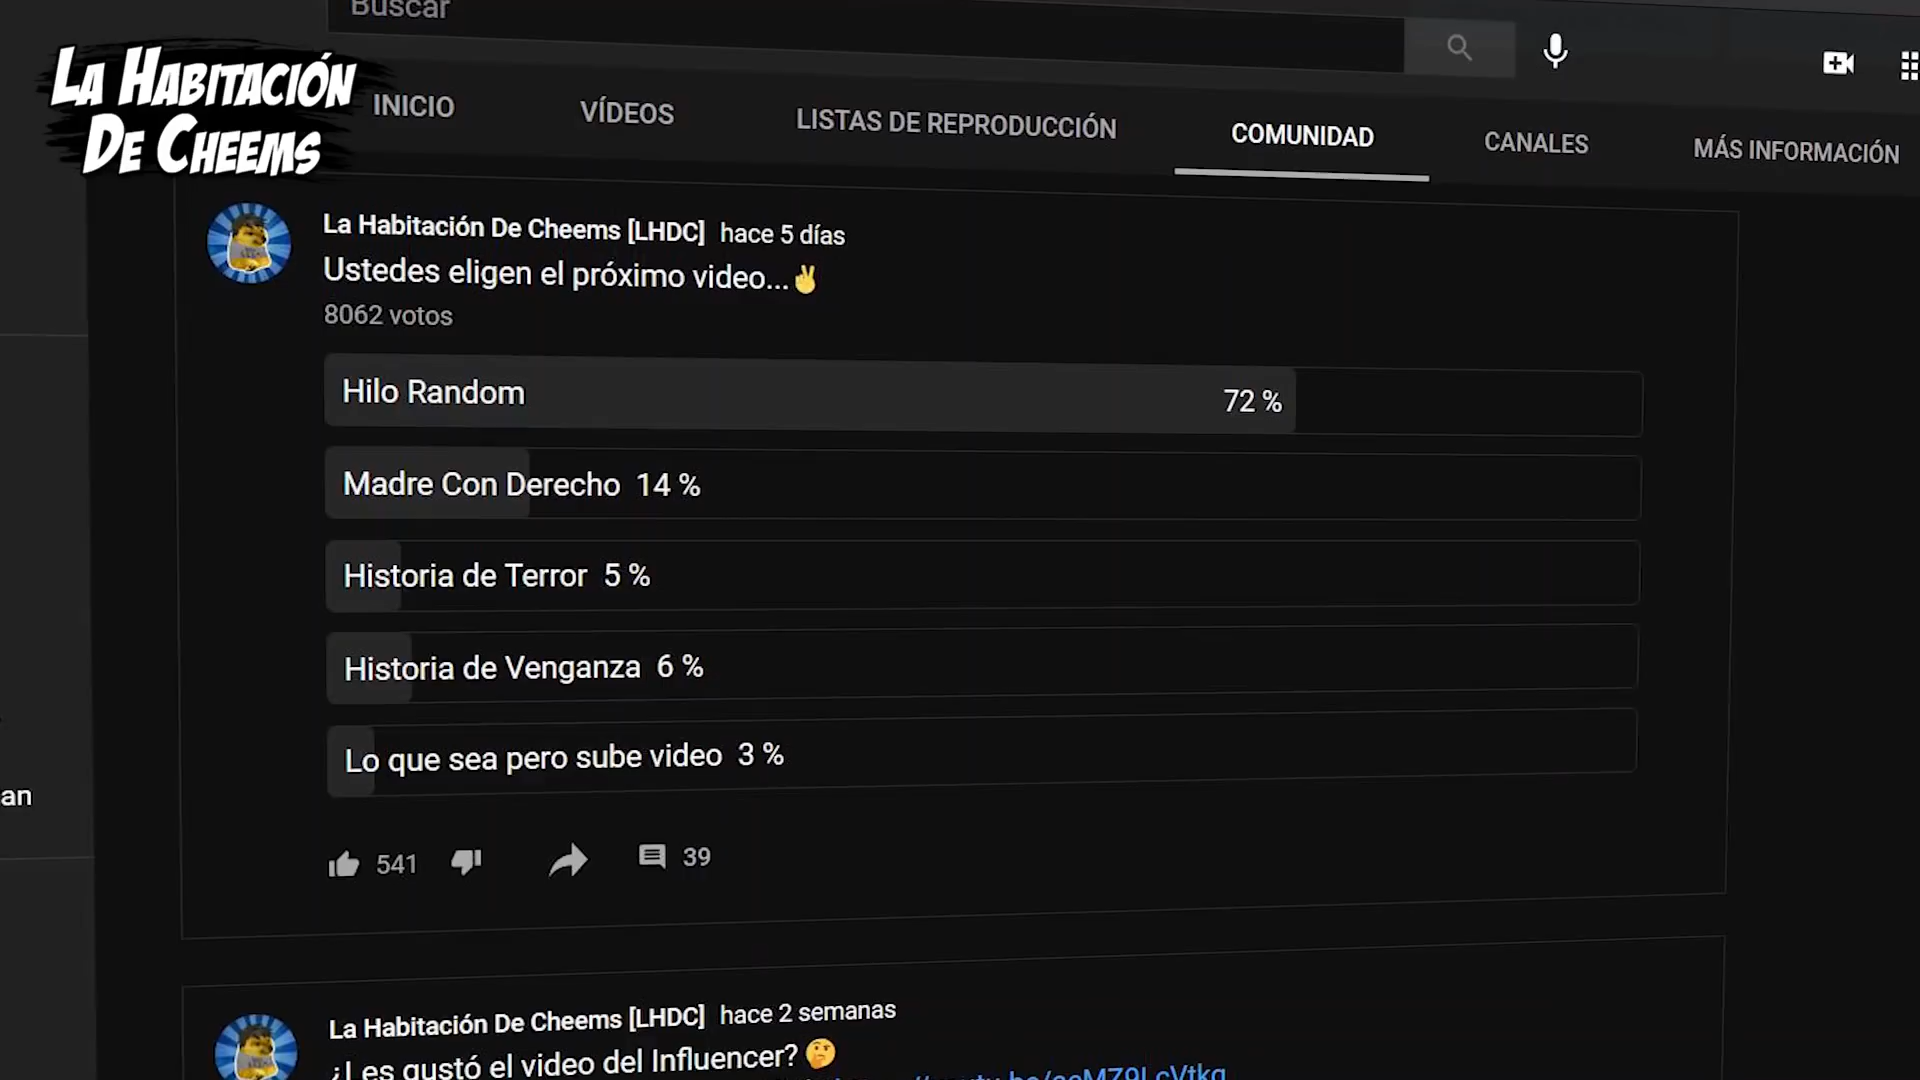 Buscar
La Habitación
De Cheems
INICIO
VÍDEOS
LISTAS DE REPRODUCCIÓN
COMUNIDAD
CANALES
MÁS INFORMACIÓN
La Habitación De Cheems [LHDC] hace 5 días
Ustedes eligen el próximo video...✌
8062 votos
Hilo Random 72 %
Madre Con Derecho 14 %
Historia de Terror 5 %
Historia de Venganza 6 %
Lo que sea pero sube video 3 %
an
541
39
La Habitación De Cheems [LHDC] hace 2 semanas
¿Les gustó el video del Influencer? 🤔